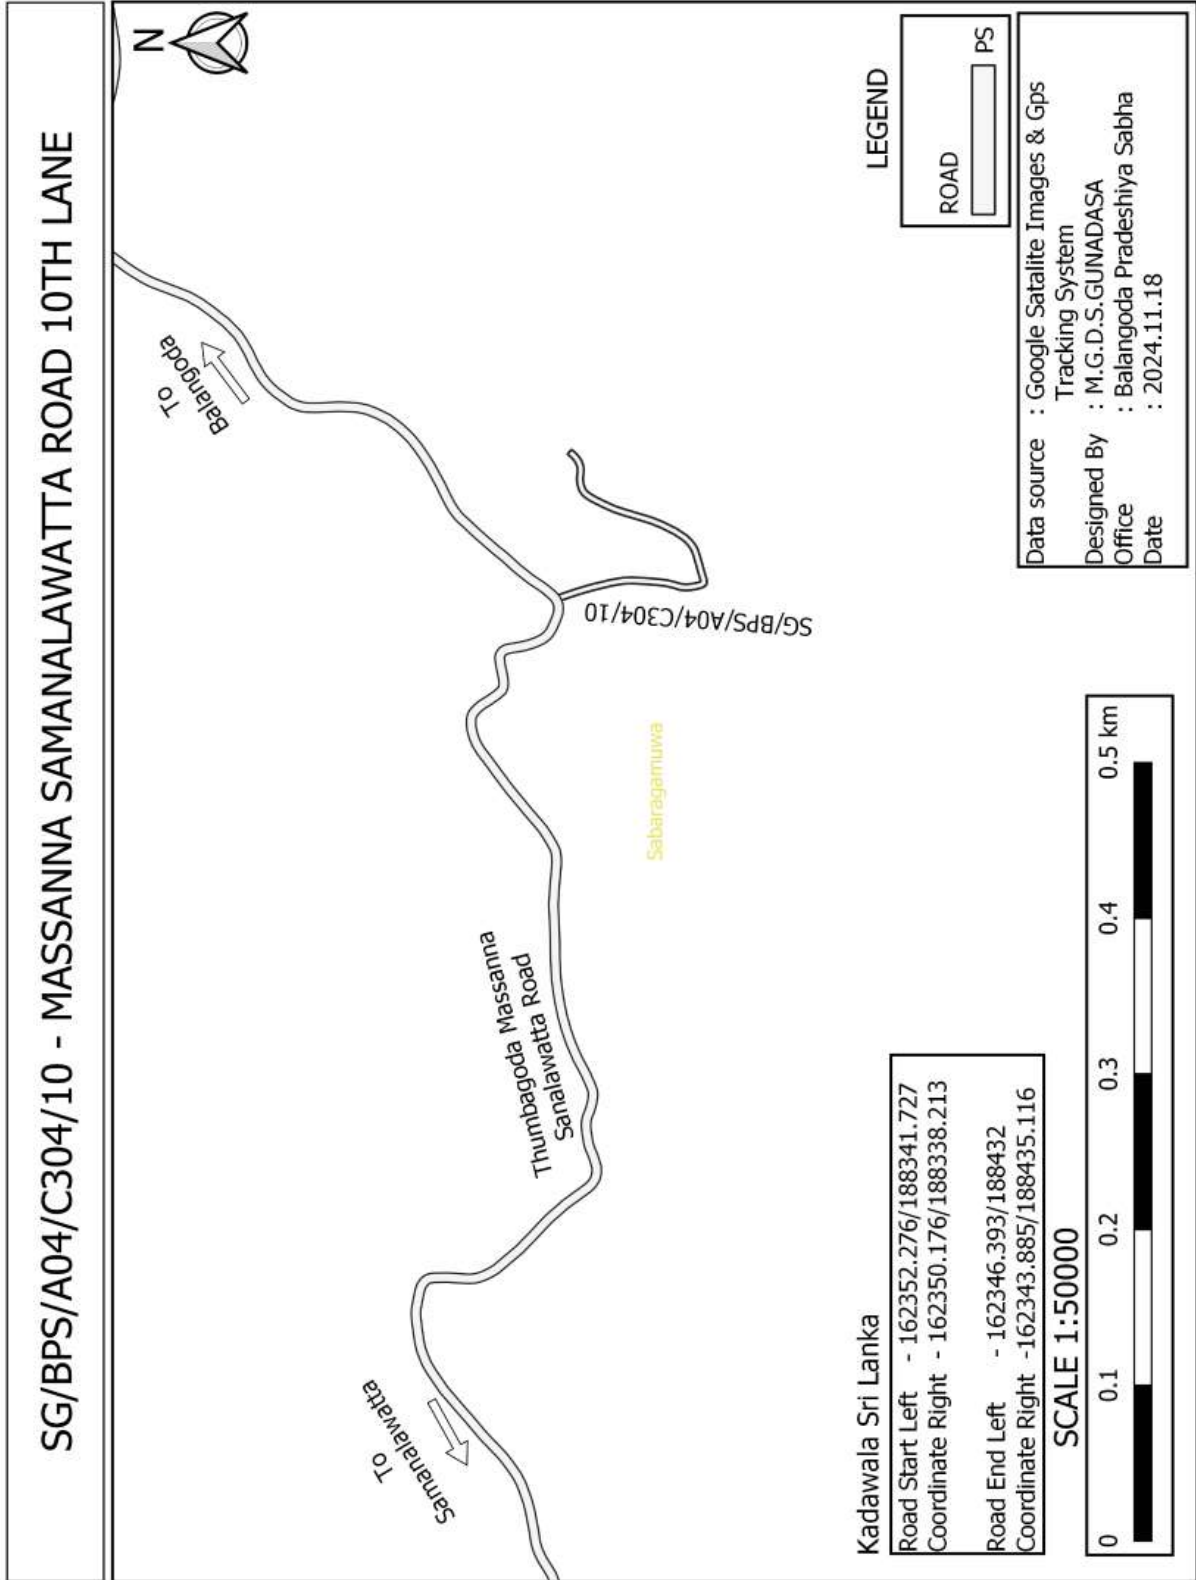 SG/BPS/A04/C304/10 - MASSANNA SAMANALAWATTA ROAD 10TH LANE
N
To
Balangoda
SG/BPS/A04/C304/10
Sabaragamuwa
Thumbagoda Massanna
Sanalawatta Road
To
Samanalawatta
Kadawala Sri Lanka
Road Start Left - 162352.276/188341.727
Coordinate Right - 162350.176/188338.213
Road End Left - 162346.393/188432
Coordinate Right -162343.885/188435.116
SCALE 1:50000
0 0.1 0.2 0.3 0.4 0.5 km
LEGEND
ROAD
PS
Data source : Google Satalite Images & Gps
Tracking System
Designed By : M.G.D.S.GUNADASA
Office : Balangoda Pradeshiya Sabha
Date : 2024.11.18